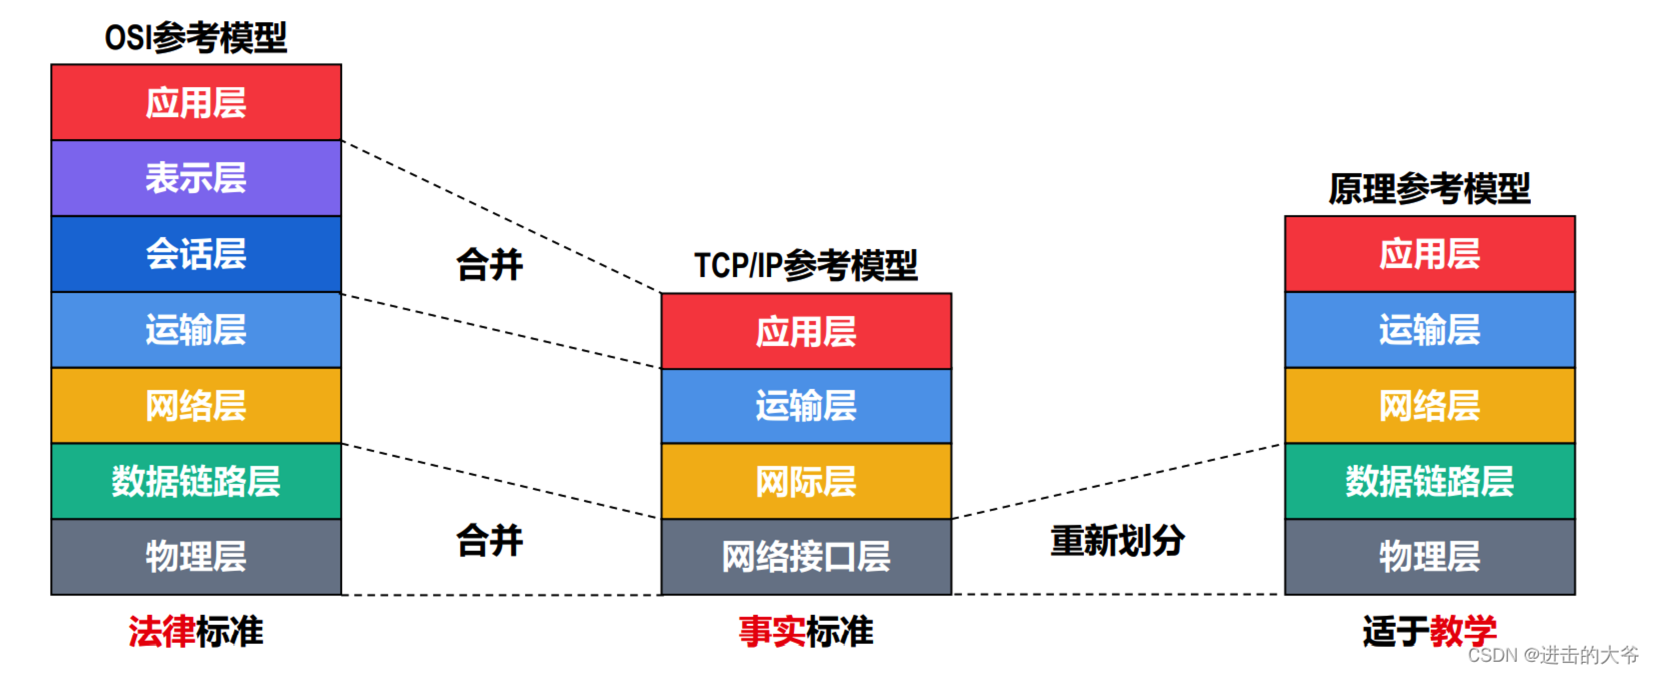 OSI参考模型
应用层
表示层
会话层
运输层
网络层
数据链路层
物理层
法律标准
合并
合并
TCP/IP参考模型
应用层
运输层
网际层
网络接口层
事实标准
重新划分
原理参考模型
应用层
运输层
网络层
数据链路层
物理层
适于教学
CSDN @进击的大爷